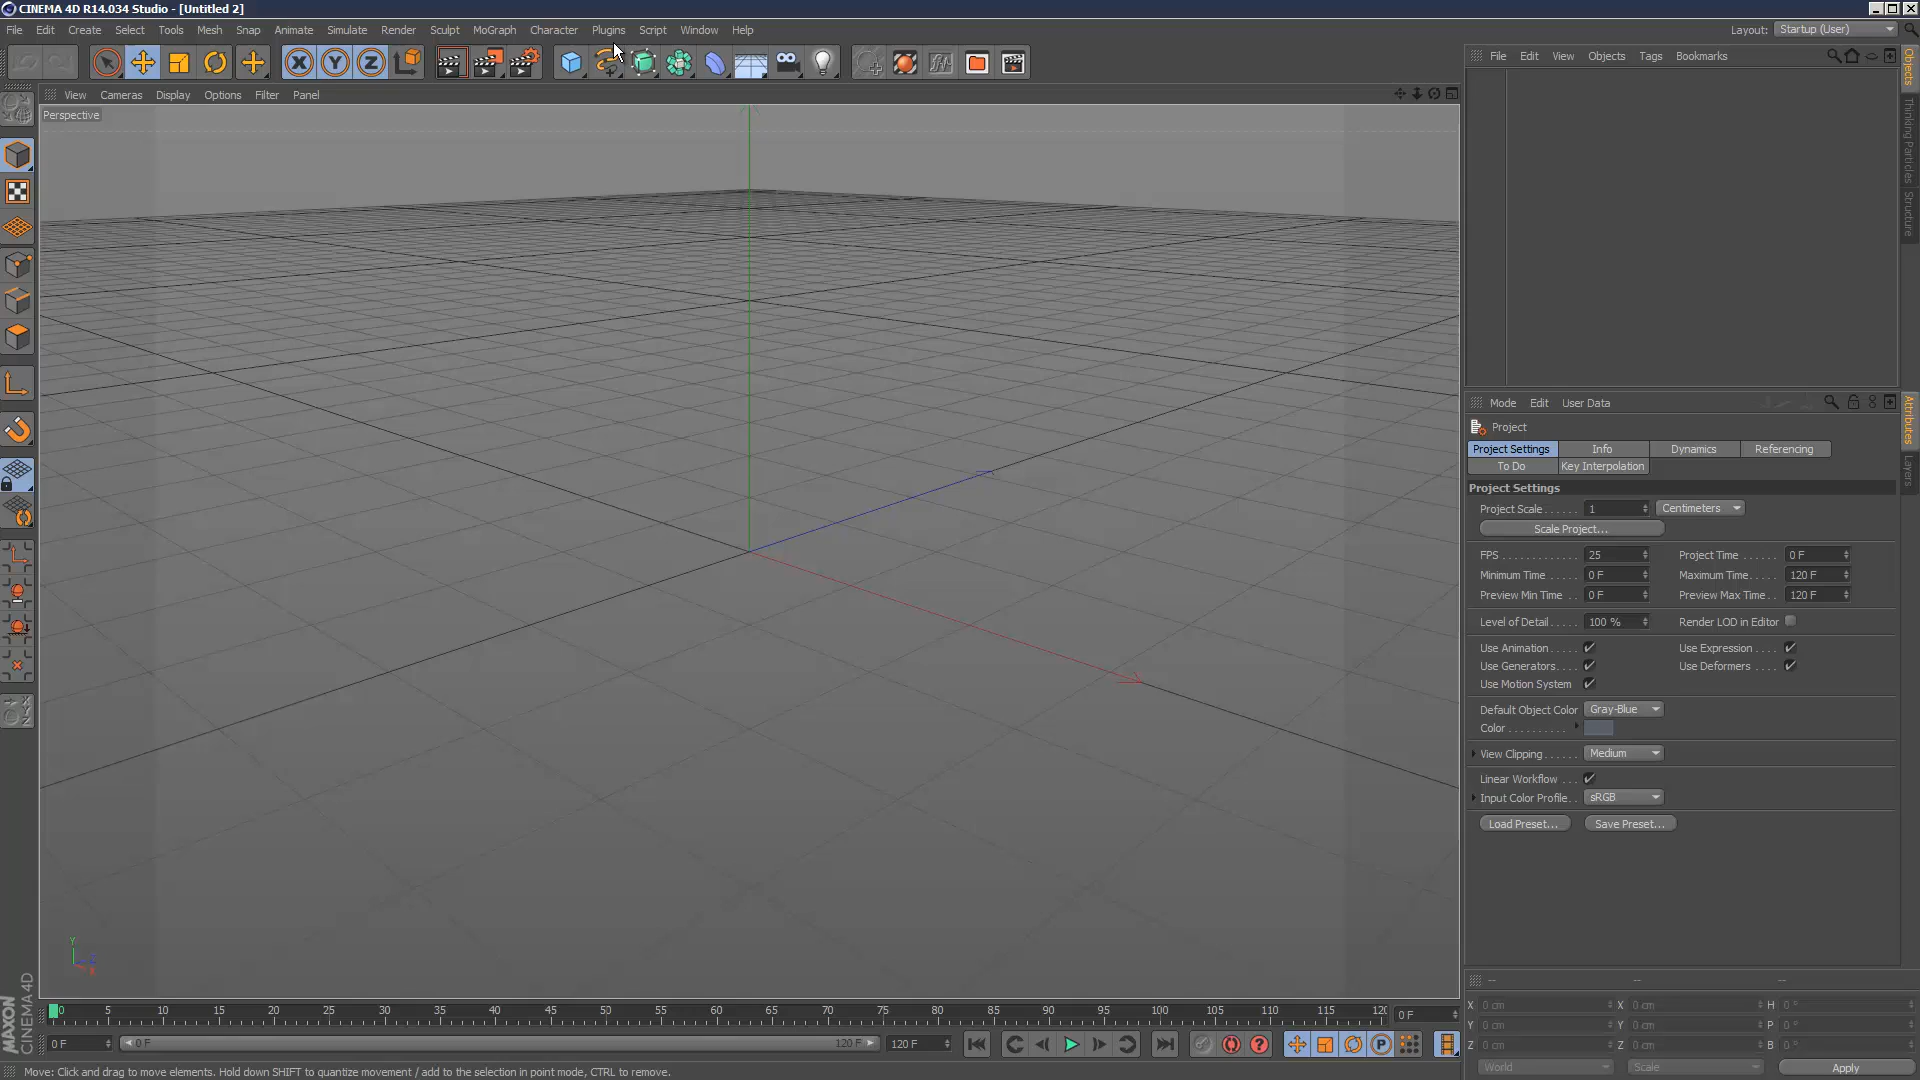 CINEMA 4D R14.034 Studio - [Untitled 2]
File Edit Create Select Tools Mesh Snap Animate Simulate Render Sculpt MoGraph Character Plugins Script Window Help
Layout: Startup (User)
X Y Z
File Edit View Objects Tags Bookmarks
View Cameras Display Options Filter Panel
Perspective
Objects
Thinking Particles
Structure
Mode Edit User Data
Attributes
Layers
Project
Project Settings Info Dynamics Referencing
To Do Key Interpolation
Project Settings
Project Scale . . . . . . 1 Centimeters
Scale Project...
FPS . . . . . . . . . . . . . 25 Project Time . . . . . . 0 F
Minimum Time . . . . . 0 F Maximum Time. . . . . 120 F
Preview Min Time . . 0 F Preview Max Time . . 120 F
Level of Detail . . . . . 100 % Render LOD in Editor
Use Animation . . . . . Use Expression . . . .
Use Generators. . . . . Use Deformers . . . .
Use Motion System
Default Object Color Gray-Blue
Color . . . . . . . . . .
View Clipping . . . . . . Medium
Linear Workflow . . .
Input Color Profile. . sRGB
Load Preset... Save Preset...
Y
X
MAXON
CINEMA 4D
0 5 10 15 20 25 30 35 40 45 50 55 60 65 70 75 80 85 90 95 100 105 110 115 120 0 F
0 F 0 F 120 F 120 F
P
-- -- --
X 0 cm X 0 cm H 0 °
Y 0 cm Y 0 cm P 0 °
Z 0 cm Z 0 cm B 0 °
World Scale Apply
Move: Click and drag to move elements. Hold down SHIFT to quantize movement / add to the selection in point mode, CTRL to remove.